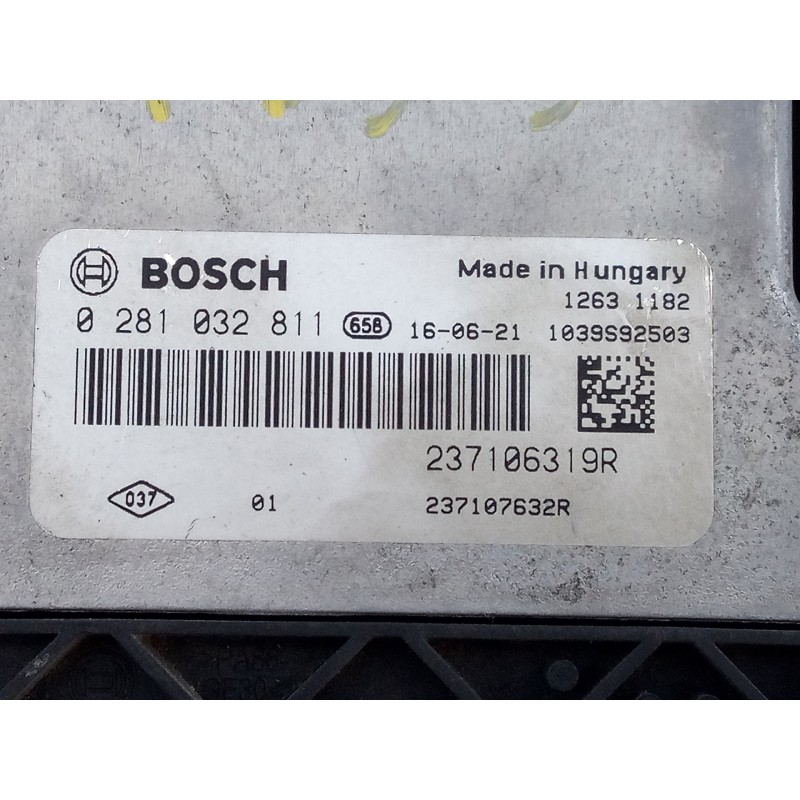 BOSCH Made in Hungary
1263 1182
0 281 032 811 658 16-06-21 1039S92503
237106319R
037 01 237107632R